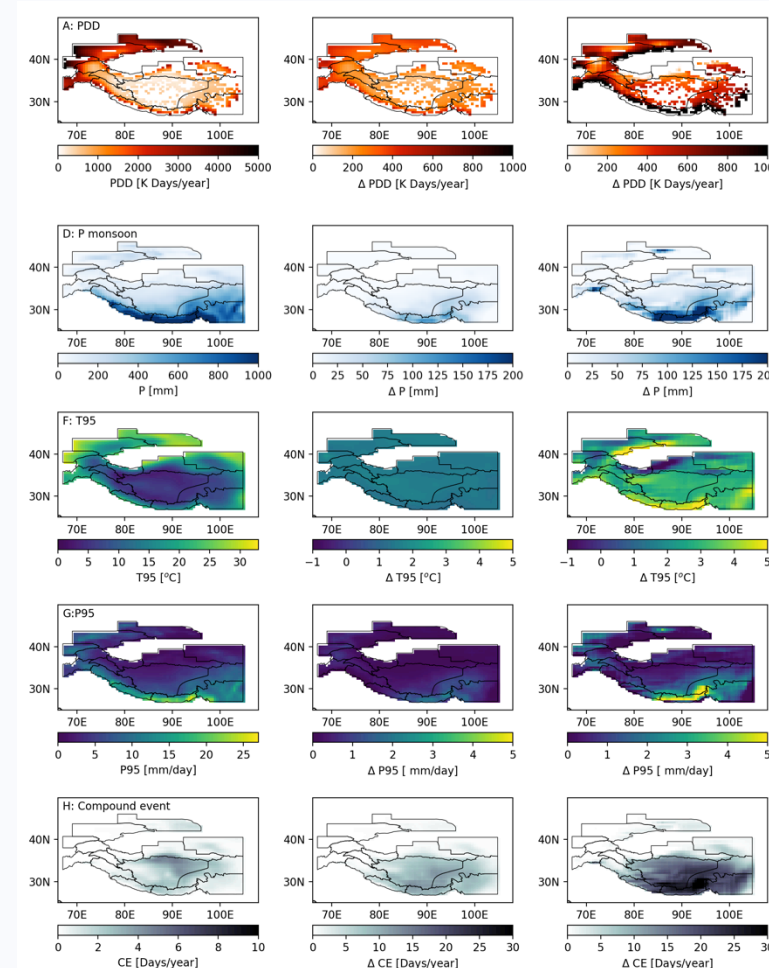 A: PDD
40N
30N
70E 80E 90E 100E 70E 80E 90E 100E 70E 80E 90E 100E
0 1000 2000 3000 4000 5000 0 200 400 600 800 1000 0 200 400 600 800 100
PDD [K Days/year] Δ PDD [K Days/year] Δ PDD [K Days/year]
D: P monsoon
40N 40N 40N
30N 30N 30N
70E 80E 90E 100E 70E 80E 90E 100E 70E 80E 90E 100E
0 200 400 600 800 1000 0 25 50 75 100 125 150 175 200 0 25 50 75 100 125 150 175 20
P [mm] Δ P [mm] Δ P [mm]
F: T95
40N 40N 40N
30N 30N 30N
70E 80E 90E 100E 70E 80E 90E 100E 70E 80E 90E 100E
0 5 10 15 20 25 30 −1 0 1 2 3 4 5 −1 0 1 2 3 4 5
T95 [°C] Δ T95 [°C] Δ T95 [°C]
G:P95
40N 40N 40N
30N 30N 30N
70E 80E 90E 100E 70E 80E 90E 100E 70E 80E 90E 100E
0 5 10 15 20 25 0 1 2 3 4 5 0 1 2 3 4 5
P95 [mm/day] Δ P95 [ mm/day] Δ P95 [ mm/day]
H: Compound event
40N 40N 40N
30N 30N 30N
70E 80E 90E 100E 70E 80E 90E 100E 70E 80E 90E 100E
0 2 4 6 8 10 0 5 10 15 20 25 30 0 5 10 15 20 25 30
CE [Days/year] Δ CE [Days/year] Δ CE [Days/year]